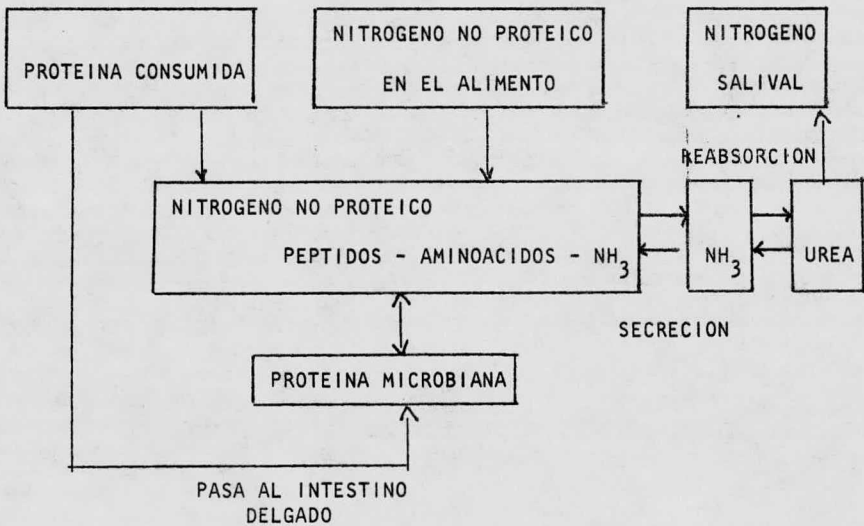 PROTEINA CONSUMIDA
NITROGENO NO PROTEICO
EN EL ALIMENTO
NITROGENO
SALIVAL
REABSORCION
NITROGENO NO PROTEICO
PEPTIDOS - AMINOACIDOS - NH3
NH3
UREA
SECRECION
PROTEINA MICROBIANA
PASA AL INTESTINO
DELGADO